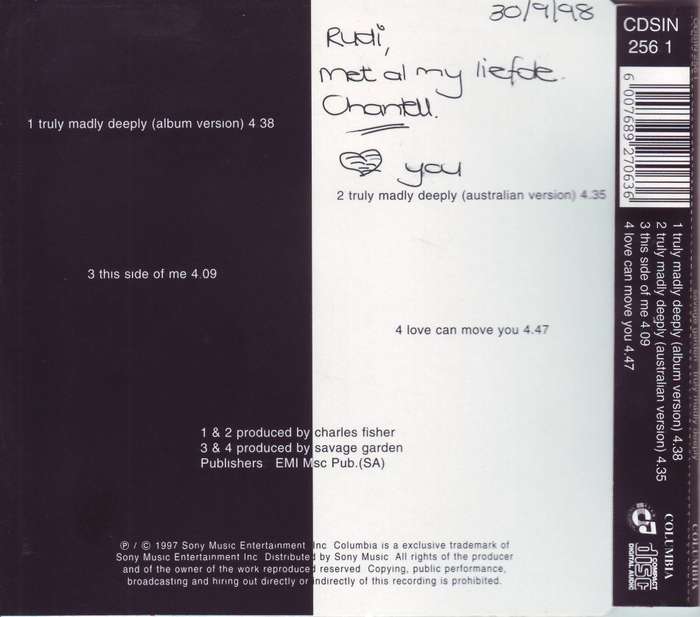 30/9/98
Rudi,
Met al my liefde.
Chantell.
you
1 truly madly deeply (album version) 4 38
2 truly madly deeply (australian version) 4.35
3 this side of me 4 09
4 love can move you 4.47
1 & 2 produced by charles fisher
3 & 4 produced by savage garden
Publishers EMI Msc Pub.(SA)
℗ / © 1997 Sony Music Entertainment Inc Columbia is a exclusive trademark of
Sony Music Entertainment Inc Distributed by Sony Music All rights of the producer
and of the owner of the work reproduced reserved Copying, public performance,
broadcasting and hiring out directly or indirectly of this recording is prohibited.
CDSIN
256 1
6 007689 270636
1 truly madly deeply (album version) 4.38
2 truly madly deeply (australian version) 4.35
3 this side of me 4 09
4 love can move you 4.47
COLUMBIA
COMPACT
disc
DIGITAL AUDIO